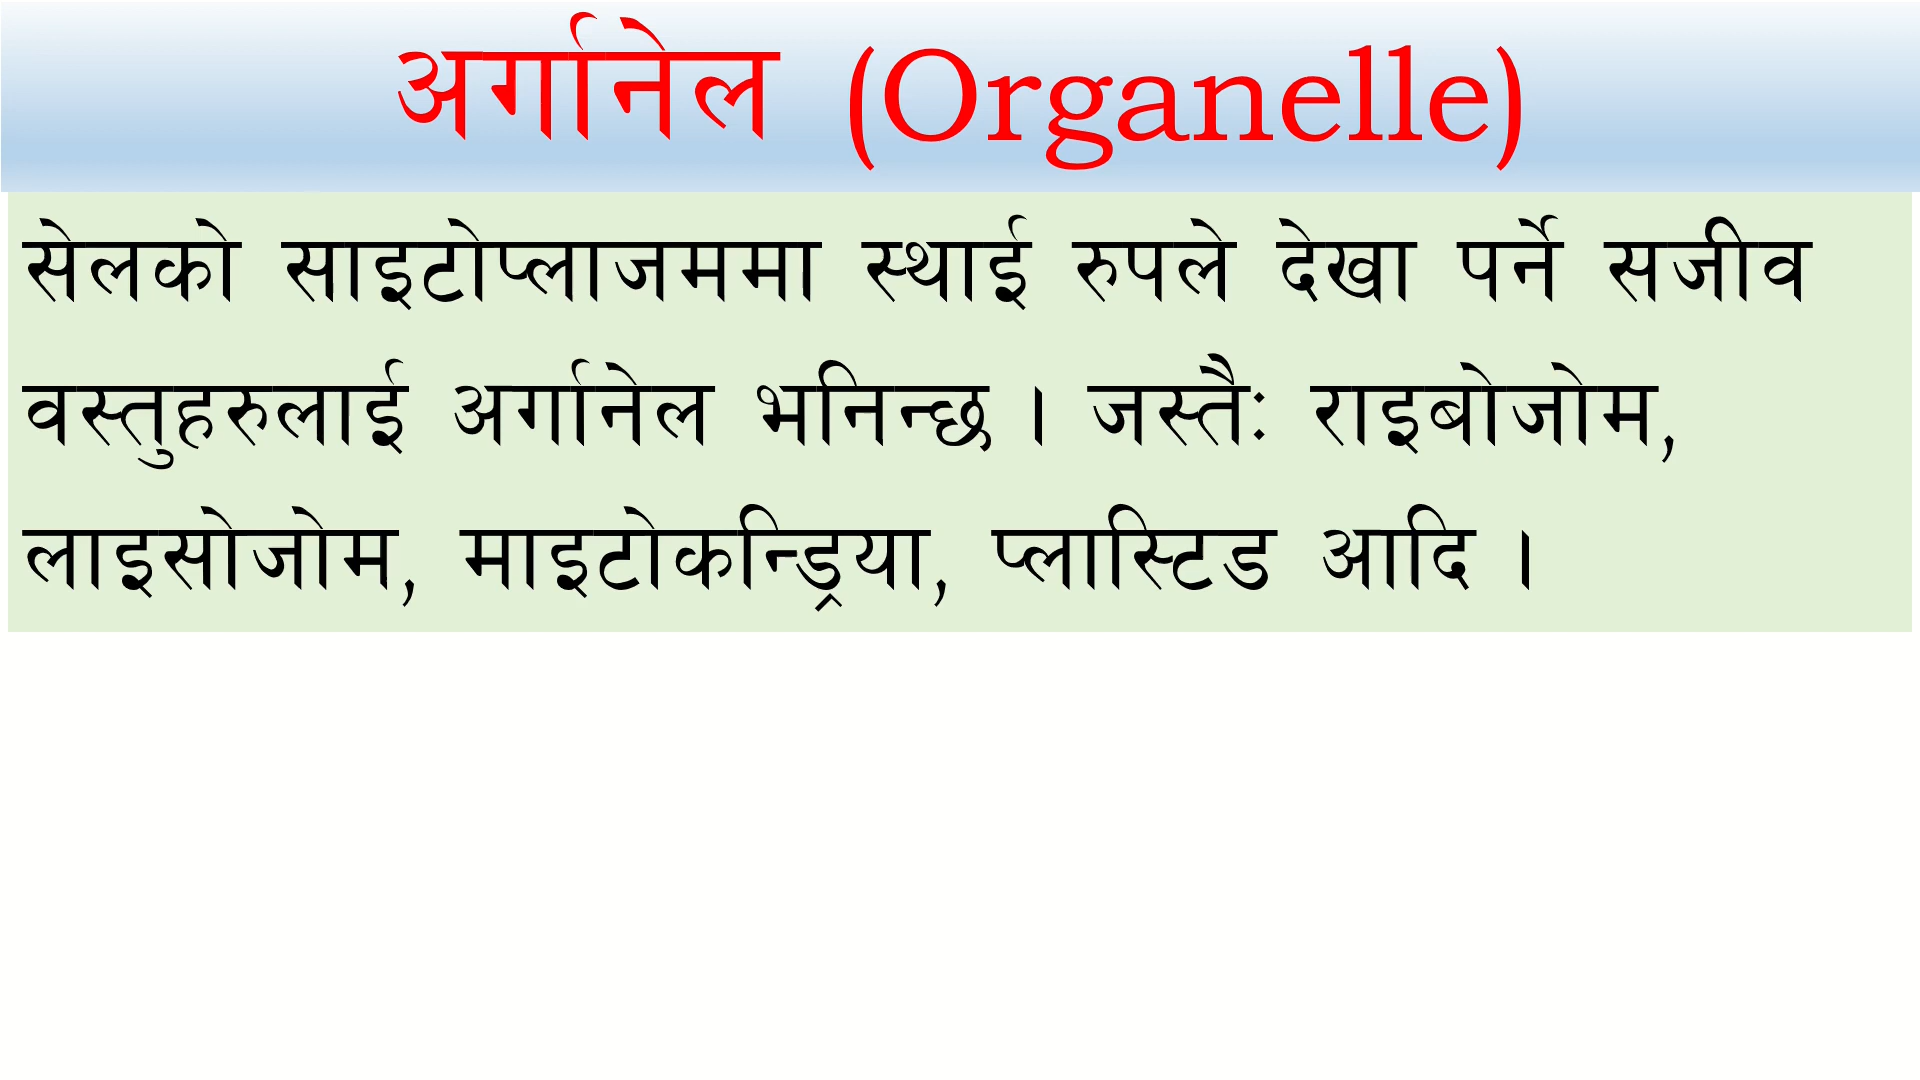 अर्गानेल (Organelle)
सेलको साइटोप्लाजममा स्थाई रुपले देखा पर्ने सजीव
वस्तुहरुलाई अर्गानेल भनिन्छ । जस्तैः राइबोजोम,
लाइसोजोम, माइटोकन्ड्रिया, प्लास्टिड आदि ।